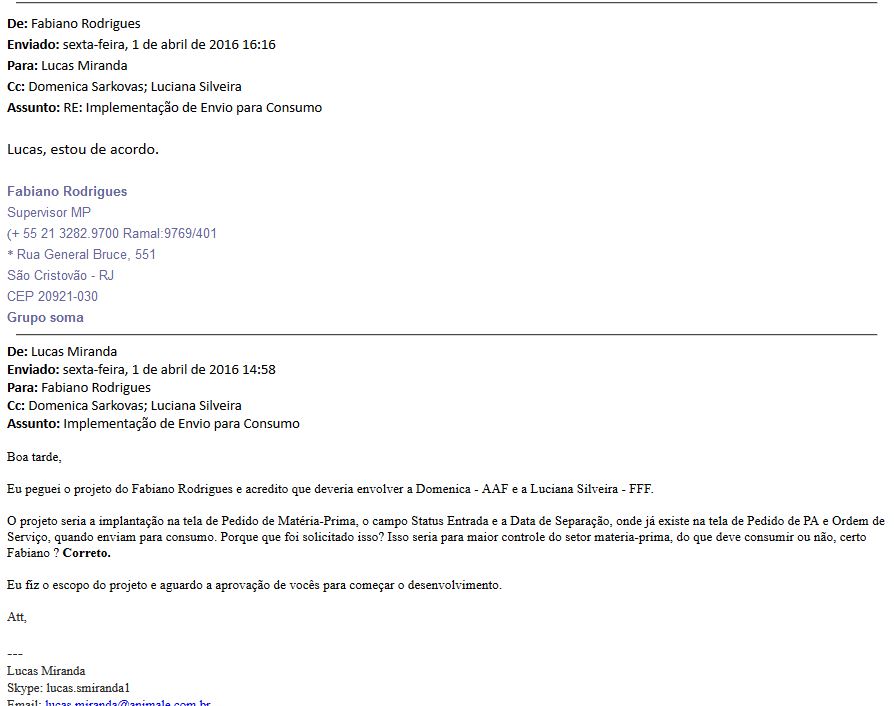 De: Fabiano Rodrigues
Enviado: sexta-feira, 1 de abril de 2016 16:16
Para: Lucas Miranda
Cc: Domenica Sarkovas; Luciana Silveira
Assunto: RE: Implementação de Envio para Consumo
Lucas, estou de acordo.
Fabiano Rodrigues
Supervisor MP
(+ 55 21 3282.9700 Ramal:9769/401
* Rua General Bruce, 551
São Cristovão - RJ
CEP 20921-030
Grupo soma
De: Lucas Miranda
Enviado: sexta-feira, 1 de abril de 2016 14:58
Para: Fabiano Rodrigues
Cc: Domenica Sarkovas; Luciana Silveira
Assunto: Implementação de Envio para Consumo
Boa tarde,
Eu peguei o projeto do Fabiano Rodrigues e acredito que deveria envolver a Domenica - AAF e a Luciana Silveira - FFF.
O projeto seria a implantação na tela de Pedido de Matéria-Prima, o campo Status Entrada e a Data de Separação, onde já existe na tela de Pedido de PA e Ordem de
Serviço, quando enviam para consumo. Porque que foi solicitado isso? Isso seria para maior controle do setor materia-prima, do que deve consumir ou não, certo
Fabiano ? Correto.
Eu fiz o escopo do projeto e aguardo a aprovação de vocês para começar o desenvolvimento.
Att,
---
Lucas Miranda
Skype: lucas.smiranda1
Email: lucas.miranda@animale.com.br